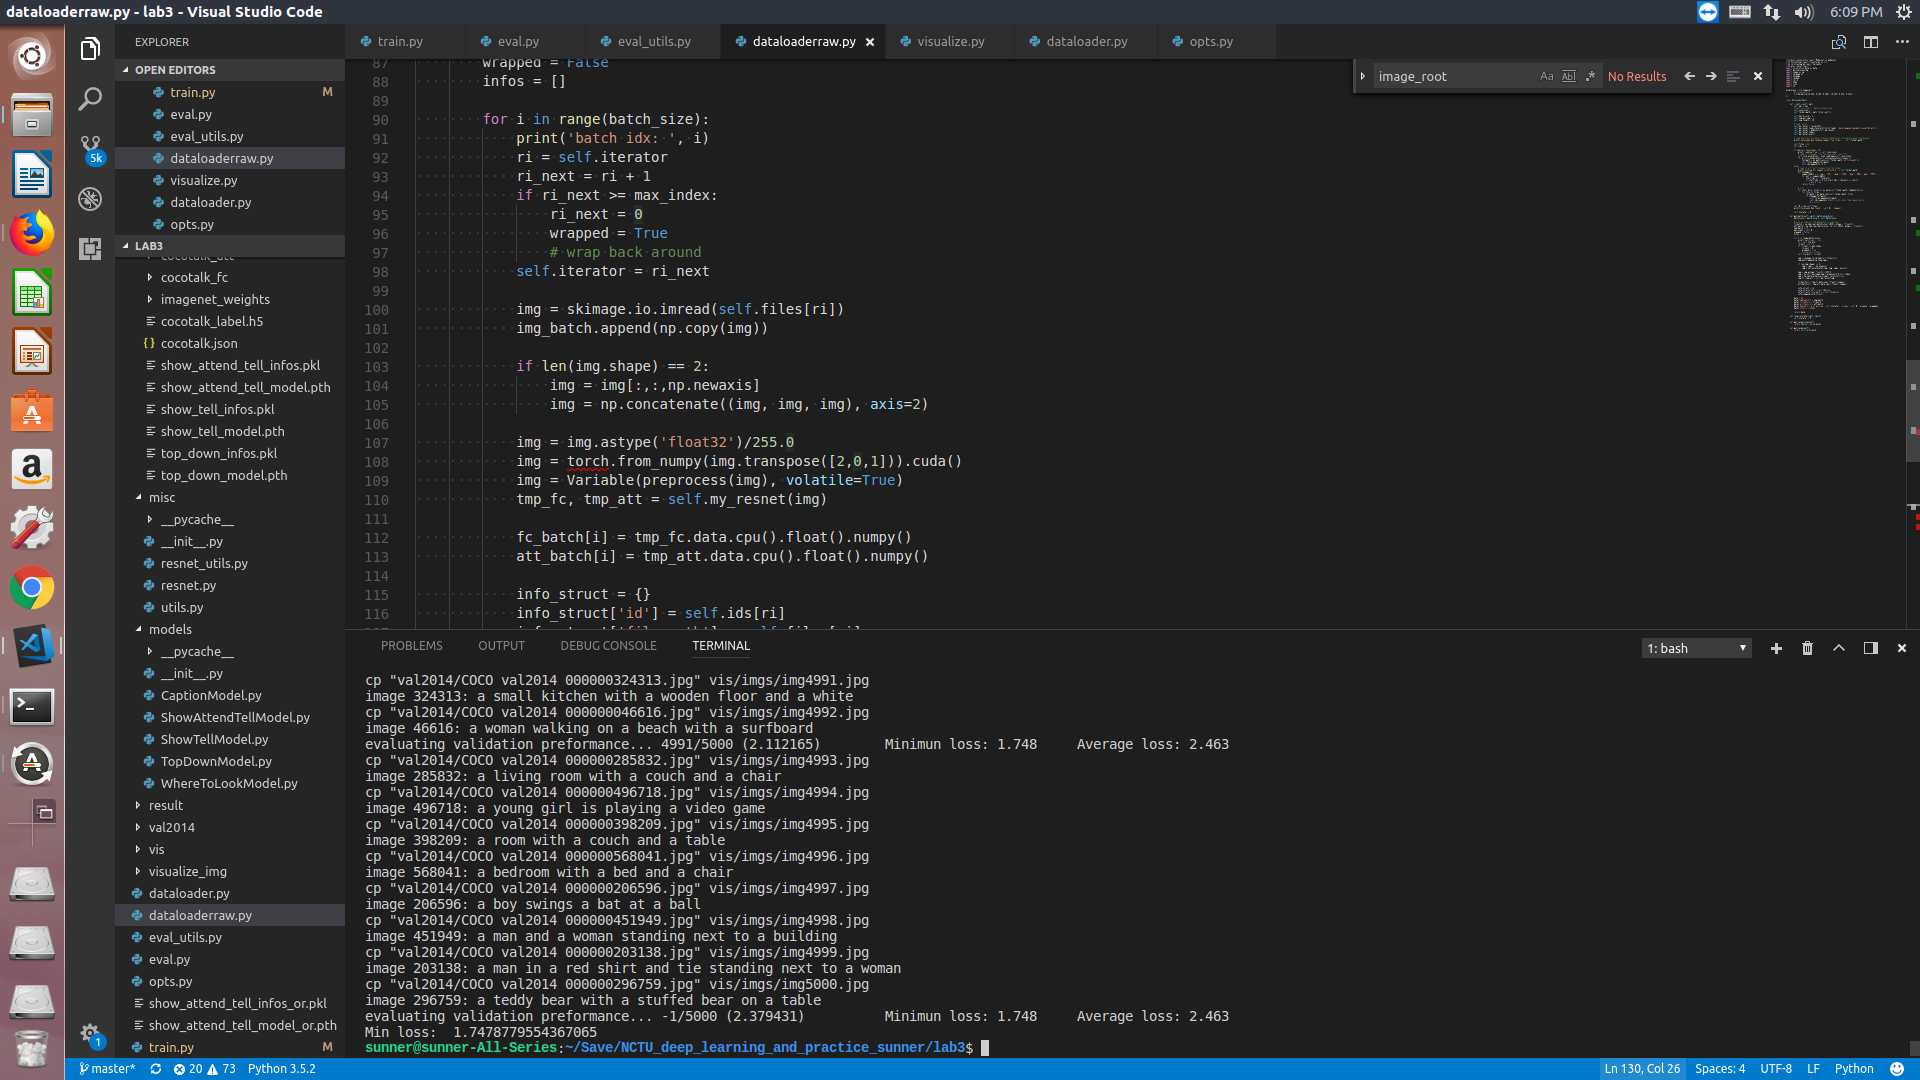 dataloaderraw.py - lab3 - Visual Studio Code
6:09 PM
EXPLORER
OPEN EDITORS
train.py M
eval.py
eval_utils.py
dataloaderraw.py
visualize.py
dataloader.py
opts.py
LAB3
cocotalk_fc
imagenet_weights
cocotalk_label.h5
{} cocotalk.json
show_attend_tell_infos.pkl
show_attend_tell_model.pth
show_tell_infos.pkl
show_tell_model.pth
top_down_infos.pkl
top_down_model.pth
misc
__pycache__
__init__.py
resnet_utils.py
resnet.py
utils.py
models
__pycache__
__init__.py
CaptionModel.py
ShowAttendTellModel.py
ShowTellModel.py
TopDownModel.py
WhereToLookModel.py
result
val2014
vis
visualize_img
dataloader.py
dataloaderraw.py
eval_utils.py
eval.py
opts.py
show_attend_tell_infos_or.pkl
show_attend_tell_model_or.pth
train.py M
5k
1
train.py eval.py eval_utils.py dataloaderraw.py visualize.py dataloader.py opts.py
image_root Aa Abl .* No Results
87 wrapped = False
88 infos = []
89
90 for i in range(batch_size):
91 print('batch idx: ', i)
92 ri = self.iterator
93 ri_next = ri + 1
94 if ri_next >= max_index:
95 ri_next = 0
96 wrapped = True
97 # wrap back around
98 self.iterator = ri_next
99
100 img = skimage.io.imread(self.files[ri])
101 img_batch.append(np.copy(img))
102
103 if len(img.shape) == 2:
104 img = img[:,:,np.newaxis]
105 img = np.concatenate((img, img, img), axis=2)
106
107 img = img.astype('float32')/255.0
108 img = torch.from_numpy(img.transpose([2,0,1])).cuda()
109 img = Variable(preprocess(img), volatile=True)
110 tmp_fc, tmp_att = self.my_resnet(img)
111
112 fc_batch[i] = tmp_fc.data.cpu().float().numpy()
113 att_batch[i] = tmp_att.data.cpu().float().numpy()
114
115 info_struct = {}
116 info_struct['id'] = self.ids[ri]
PROBLEMS OUTPUT DEBUG CONSOLE TERMINAL 1: bash
cp "val2014/COCO val2014 000000324313.jpg" vis/imgs/img4991.jpg
image 324313: a small kitchen with a wooden floor and a white
cp "val2014/COCO val2014 000000046616.jpg" vis/imgs/img4992.jpg
image 46616: a woman walking on a beach with a surfboard
evaluating validation preformance... 4991/5000 (2.112165) Minimun loss: 1.748 Average loss: 2.463
cp "val2014/COCO val2014 000000285832.jpg" vis/imgs/img4993.jpg
image 285832: a living room with a couch and a chair
cp "val2014/COCO val2014 000000496718.jpg" vis/imgs/img4994.jpg
image 496718: a young girl is playing a video game
cp "val2014/COCO val2014 000000398209.jpg" vis/imgs/img4995.jpg
image 398209: a room with a couch and a table
cp "val2014/COCO val2014 000000568041.jpg" vis/imgs/img4996.jpg
image 568041: a bedroom with a bed and a chair
cp "val2014/COCO val2014 000000206596.jpg" vis/imgs/img4997.jpg
image 206596: a boy swings a bat at a ball
cp "val2014/COCO val2014 000000451949.jpg" vis/imgs/img4998.jpg
image 451949: a man and a woman standing next to a building
cp "val2014/COCO val2014 000000203138.jpg" vis/imgs/img4999.jpg
image 203138: a man in a red shirt and tie standing next to a woman
cp "val2014/COCO val2014 000000296759.jpg" vis/imgs/img5000.jpg
image 296759: a teddy bear with a stuffed bear on a table
evaluating validation preformance... -1/5000 (2.379431) Minimun loss: 1.748 Average loss: 2.463
Min loss: 1.7478779554367065
sunner@sunner-All-Series:~/Save/NCTU_deep_learning_and_practice_sunner/lab3$
master* 20 73 Python 3.5.2 Ln 130, Col 26 Spaces: 4 UTF-8 LF Python